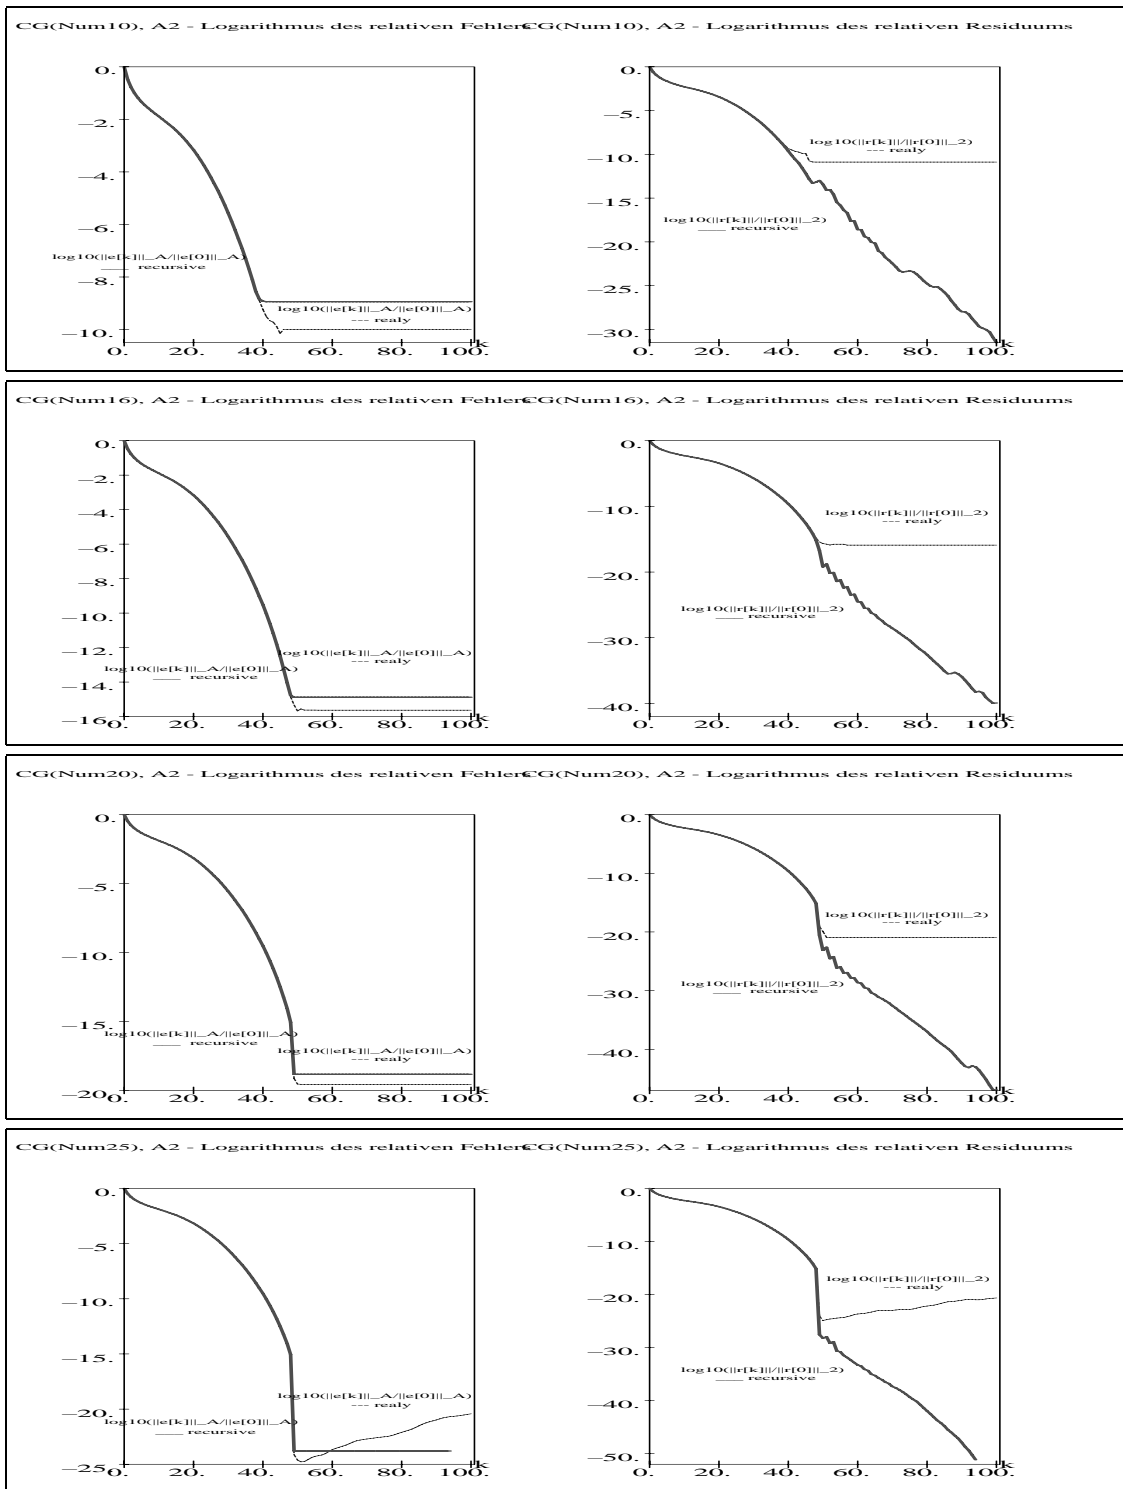 CG(Num10), A2 - Logarithmus des relativen Fehlers
CG(Num10), A2 - Logarithmus des relativen Residuums
0.
−2.
−4.
−6.
log10(||e[k]||_A/||e[0]||_A)
___ recursive
−8.
log10(||e[k]||_A/||e[0]||_A)
--- realy
−10.
0. 20. 40. 60. 80. 100. k
0.
−5.
log10(||r[k]||/||r[0]||_2)
--- realy
−10.
−15.
log10(||r[k]||/||r[0]||_2)
___ recursive
−20.
−25.
−30.
0. 20. 40. 60. 80. 100. k
CG(Num16), A2 - Logarithmus des relativen Fehlers
CG(Num16), A2 - Logarithmus des relativen Residuums
0.
−2.
−4.
−6.
−8.
−10.
−12.
log10(||e[k]||_A/||e[0]||_A)
--- realy
log10(||e[k]||_A/||e[0]||_A)
___ recursive
−14.
−16.
0. 20. 40. 60. 80. 100. k
0.
−10.
log10(||r[k]||/||r[0]||_2)
--- realy
−20.
log10(||r[k]||/||r[0]||_2)
___ recursive
−30.
−40.
0. 20. 40. 60. 80. 100. k
CG(Num20), A2 - Logarithmus des relativen Fehlers
CG(Num20), A2 - Logarithmus des relativen Residuums
0.
−5.
−10.
−15.
log10(||e[k]||_A/||e[0]||_A)
___ recursive
log10(||e[k]||_A/||e[0]||_A)
--- realy
−20.
0. 20. 40. 60. 80. 100. k
0.
−10.
log10(||r[k]||/||r[0]||_2)
--- realy
−20.
log10(||r[k]||/||r[0]||_2)
___ recursive
−30.
−40.
0. 20. 40. 60. 80. 100. k
CG(Num25), A2 - Logarithmus des relativen Fehlers
CG(Num25), A2 - Logarithmus des relativen Residuums
0.
−5.
−10.
−15.
log10(||e[k]||_A/||e[0]||_A)
--- realy
−20.
log10(||e[k]||_A/||e[0]||_A)
___ recursive
−25.
0. 20. 40. 60. 80. 100. k
0.
−10.
log10(||r[k]||/||r[0]||_2)
--- realy
−20.
−30.
log10(||r[k]||/||r[0]||_2)
___ recursive
−40.
−50.
0. 20. 40. 60. 80. 100. k